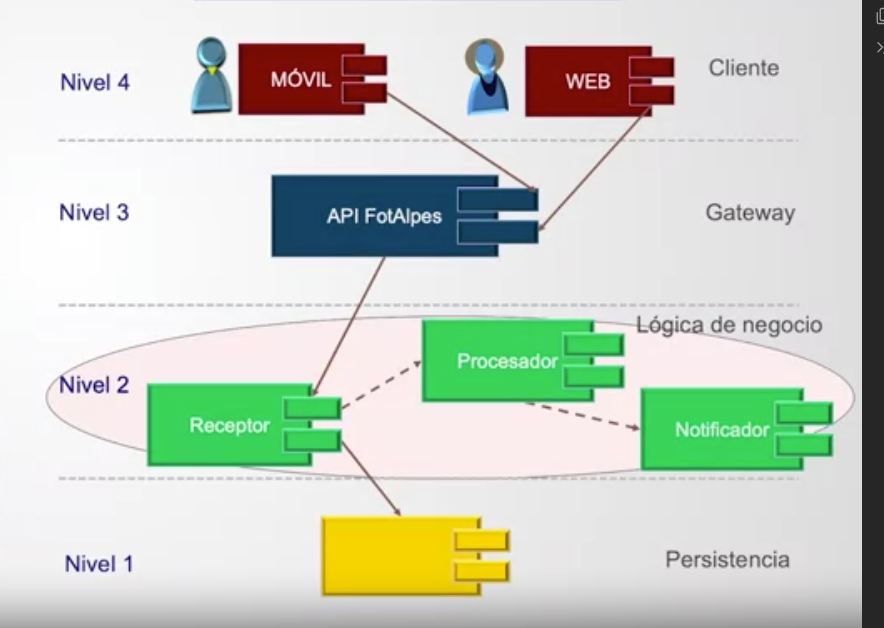 Nivel 4
MÓVIL
WEB
Cliente
Nivel 3
API FotAlpes
Gateway
Lógica de negocio
Nivel 2
Procesador
Receptor
Notificador
Nivel 1
Persistencia